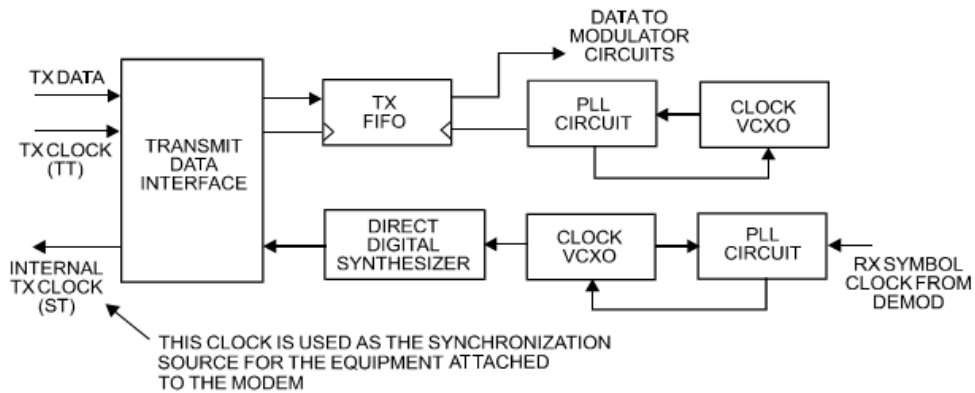 DATA TO
MODULATOR
CIRCUITS
TX DATA
TX CLOCK
(TT)
TRANSMIT
DATA
INTERFACE
TX
FIFO
PLL
CIRCUIT
CLOCK
VCXO
INTERNAL
TX CLOCK
(ST)
DIRECT
DIGITAL
SYNTHESIZER
CLOCK
VCXO
PLL
CIRCUIT
RX SYMBOL
CLOCK FROM
DEMOD
THIS CLOCK IS USED AS THE SYNCHRONIZATION
SOURCE FOR THE EQUIPMENT ATTACHED
TO THE MODEM